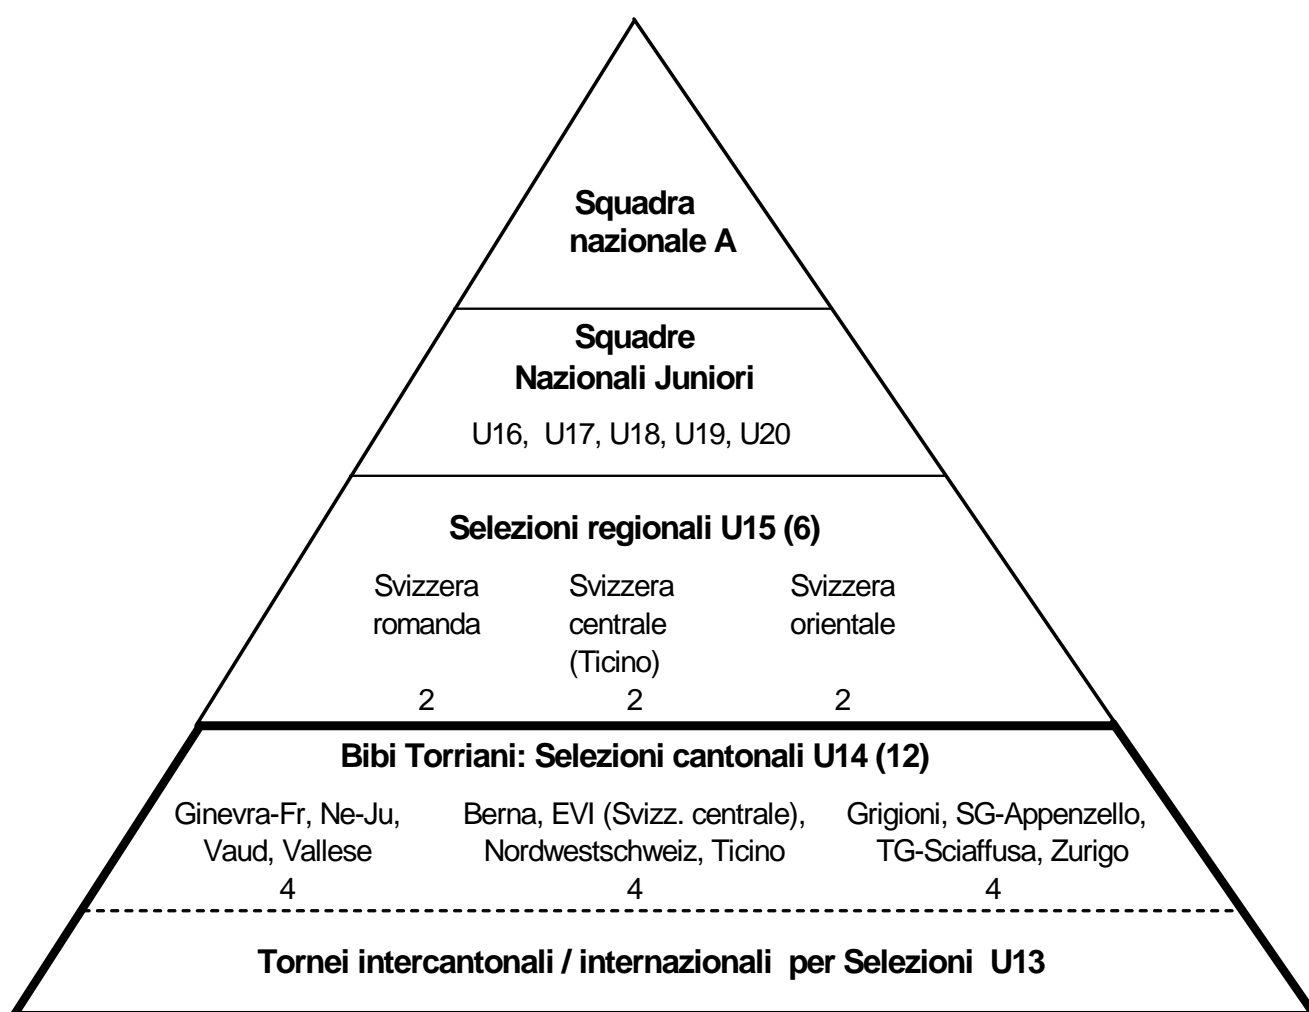 Squadra
nazionale A
Squadre
Nazionali Juniori
U16, U17, U18, U19, U20
Selezioni regionali U15 (6)
Svizzera romanda
2
Svizzera centrale (Ticino)
2
Svizzera orientale
2
Bibi Torriani: Selezioni cantonali U14 (12)
Ginevra-Fr, Ne-Ju,
Vaud, Vallese
4
Berna, EVI (Svizz. centrale),
Nordwestschweiz, Ticino
4
Grigioni, SG-Appenzello,
TG-Sciaffusa, Zurigo
4
Tornei intercantonali / internazionali per Selezioni U13